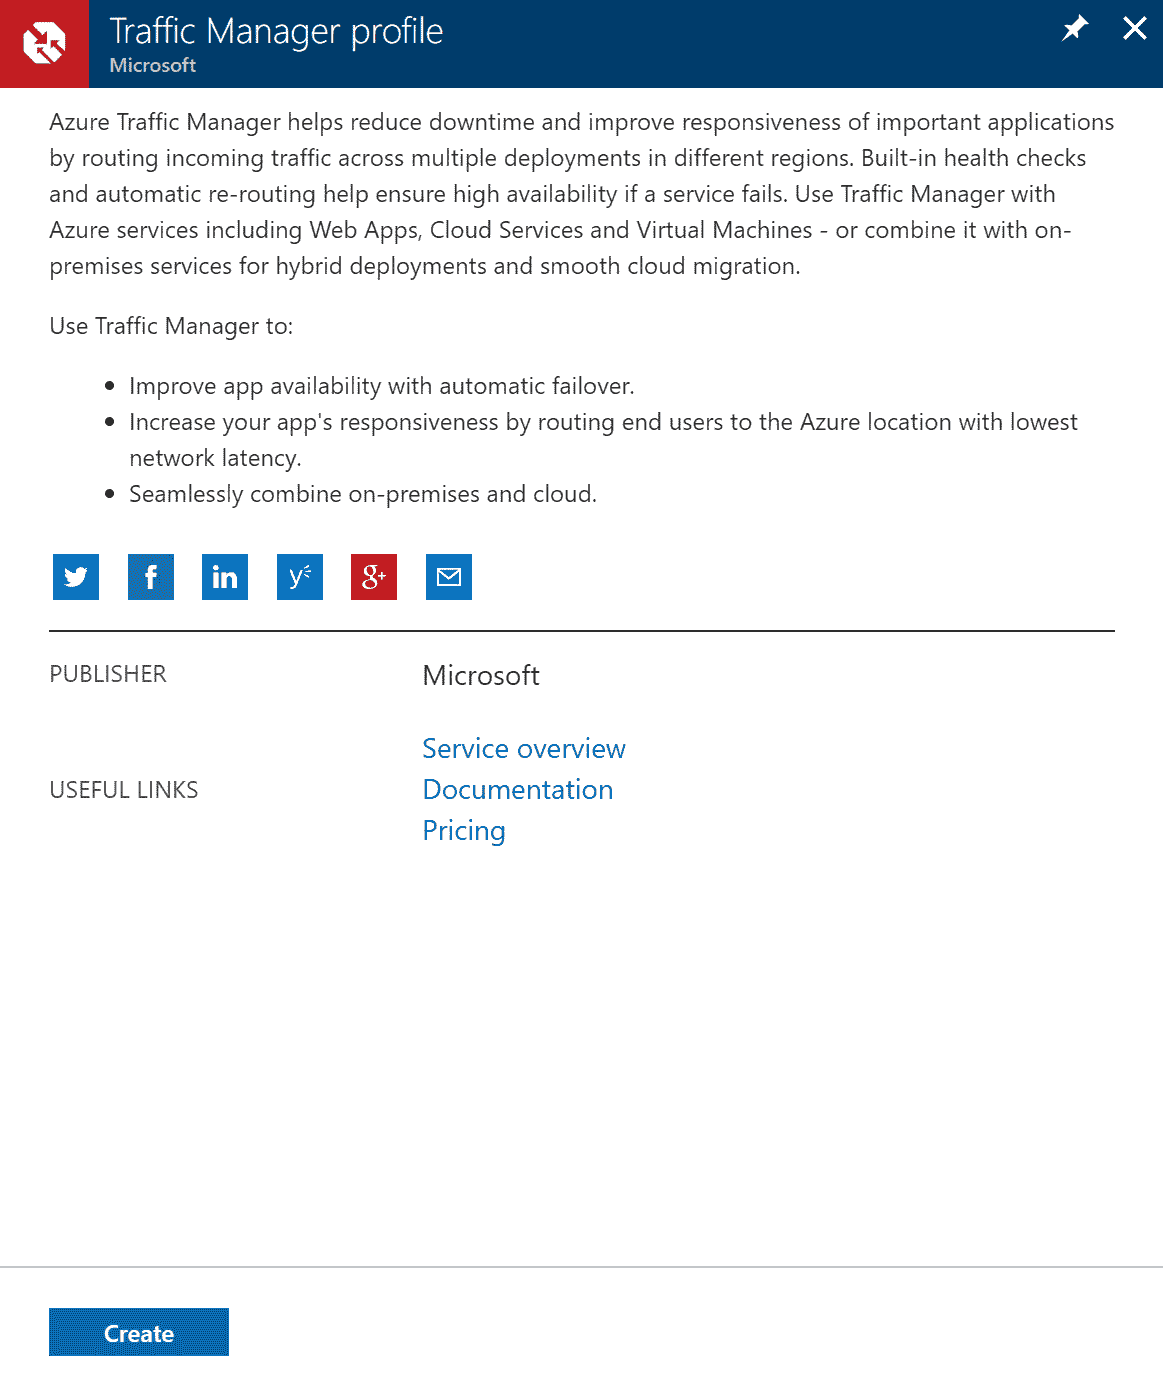 Traffic Manager profile
Microsoft
Azure Traffic Manager helps reduce downtime and improve responsiveness of important applications
by routing incoming traffic across multiple deployments in different regions. Built-in health checks
and automatic re-routing help ensure high availability if a service fails. Use Traffic Manager with
Azure services including Web Apps, Cloud Services and Virtual Machines - or combine it with on-
premises services for hybrid deployments and smooth cloud migration.
Use Traffic Manager to:
• Improve app availability with automatic failover.
• Increase your app's responsiveness by routing end users to the Azure location with lowest
network latency.
• Seamlessly combine on-premises and cloud.
f in y g+
PUBLISHER Microsoft
Service overview
USEFUL LINKS Documentation
Pricing
Create